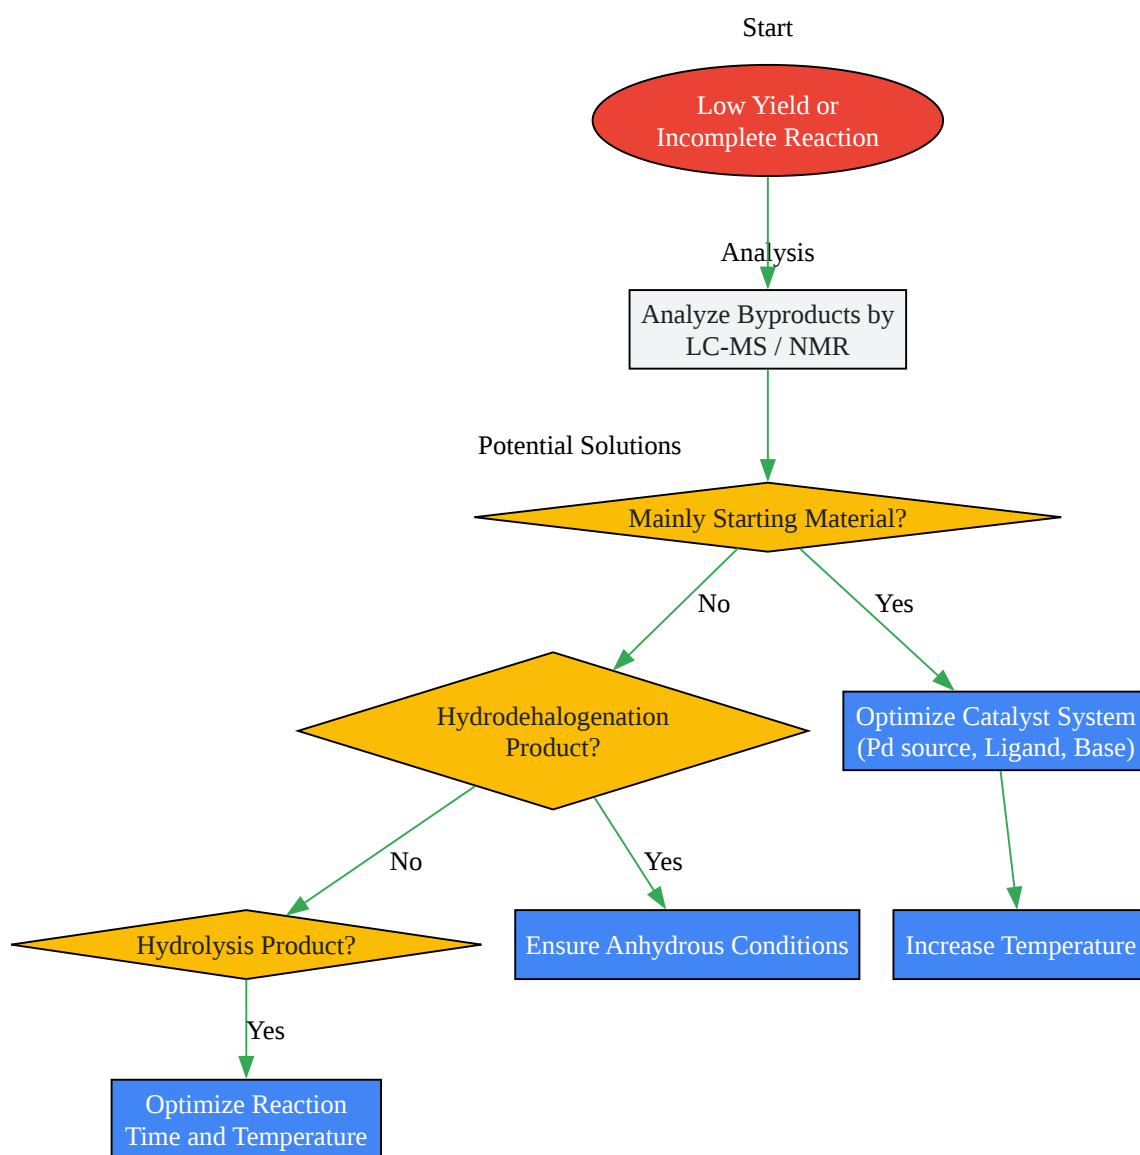 Start
Low Yield or
Incomplete Reaction
Analysis
Analyze Byproducts by
LC-MS / NMR
Potential Solutions
Mainly Starting Material?
No
Yes
Hydrodehalogenation
Product?
Optimize Catalyst System
(Pd source, Ligand, Base)
No
Yes
Hydrolysis Product?
Ensure Anhydrous Conditions
Increase Temperature
Yes
Optimize Reaction
Time and Temperature